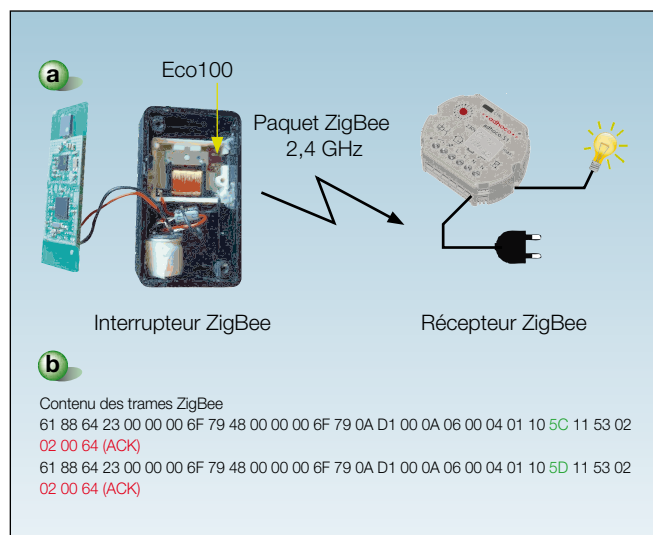 a
Eco100
Paquet ZigBee
2,4 GHz
adhoco
Interrupteur ZigBee
Récepteur ZigBee
b
Contenu des trames ZigBee
61 88 64 23 00 00 00 6F 79 48 00 00 00 6F 79 0A D1 00 0A 06 00 04 01 10 5C 11 53 02
02 00 64 (ACK)
61 88 64 23 00 00 00 6F 79 48 00 00 00 6F 79 0A D1 00 0A 06 00 04 01 10 5D 11 53 02
02 00 64 (ACK)